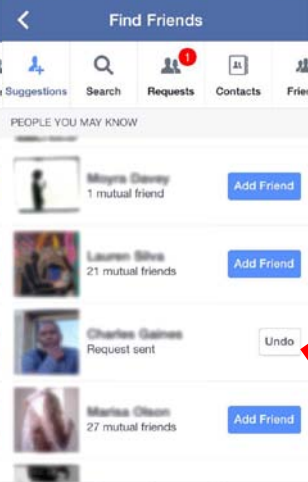 Find Friends
1
Suggestions Search Requests Contacts Frie
PEOPLE YOU MAY KNOW
1 mutual friend
Add Friend
21 mutual friends
Add Friend
Request sent
Undo
27 mutual friends
Add Friend